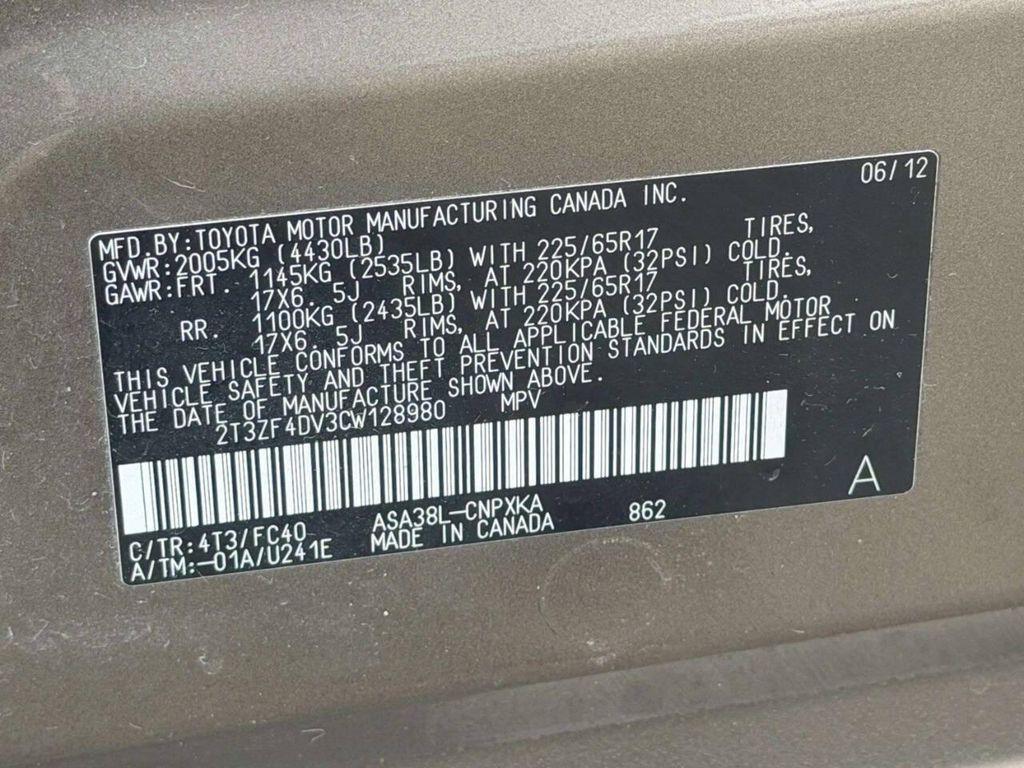 06/12
MFD.BY:TOYOTA MOTOR MANUFACTURING CANADA INC.
GVWR:2005KG (4430LB)
GAWR:FRT. 1145KG (2535LB) WITH 225/65R17 TIRES,
17X6. 5J RIMS, AT 220KPA (32PSI) COLD.
RR. 1100KG (2435LB) WITH 225/65R17 TIRES,
17X6. 5J RIMS, AT 220KPA (32PSI) COLD.
THIS VEHICLE CONFORMS TO ALL APPLICABLE FEDERAL MOTOR
VEHICLE SAFETY AND THEFT PREVENTION STANDARDS IN EFFECT ON
THE DATE OF MANUFACTURE SHOWN ABOVE.
2T3ZF4DV3CW128980 MPV
C/TR:4T3/FC40 ASA38L-CNPXKA 862 A
A/TM:-01A/U241E MADE IN CANADA